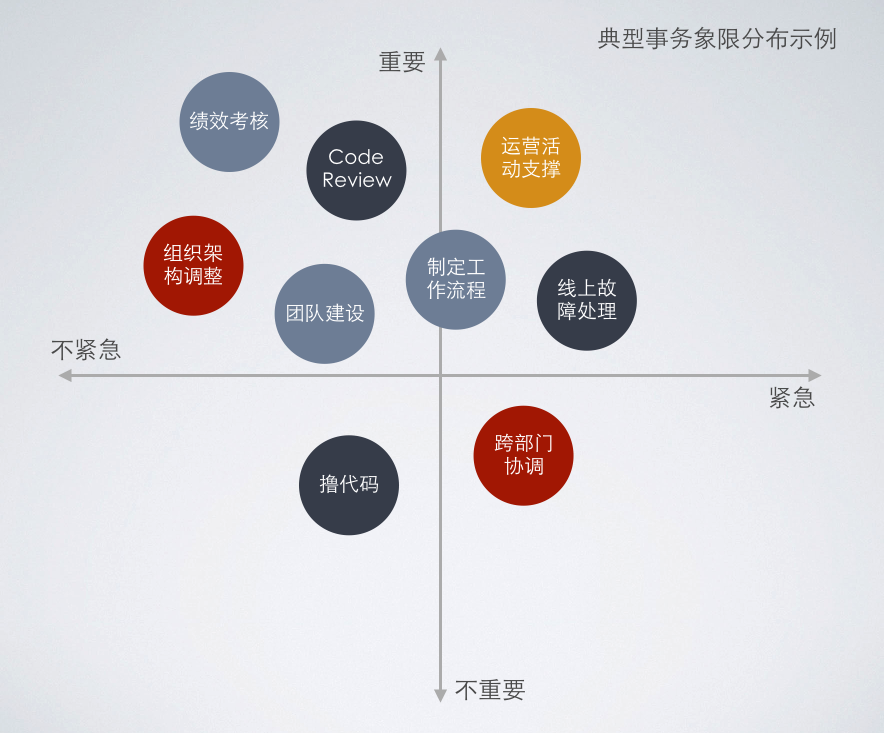 典型事务象限分布示例
重要
绩效考核
Code
Review
运营活
动支撑
组织架
构调整
团队建设
制定工
作流程
线上故
障处理
不紧急
紧急
跨部门
协调
撸代码
不重要